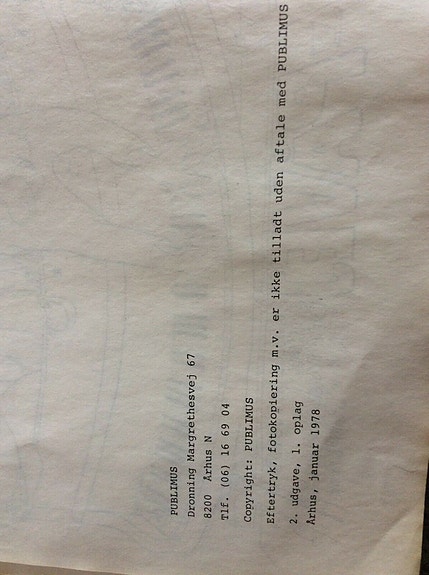 PUBLIMUS
Dronning Margrethesvej 67
8200 Århus N
Tlf. (06) 16 69 04
Copyright: PUBLIMUS
Eftertryk, fotokopiering m.v. er ikke tilladt uden aftale med PUBLIMUS
2. udgave, 1. oplag
Århus, januar 1978